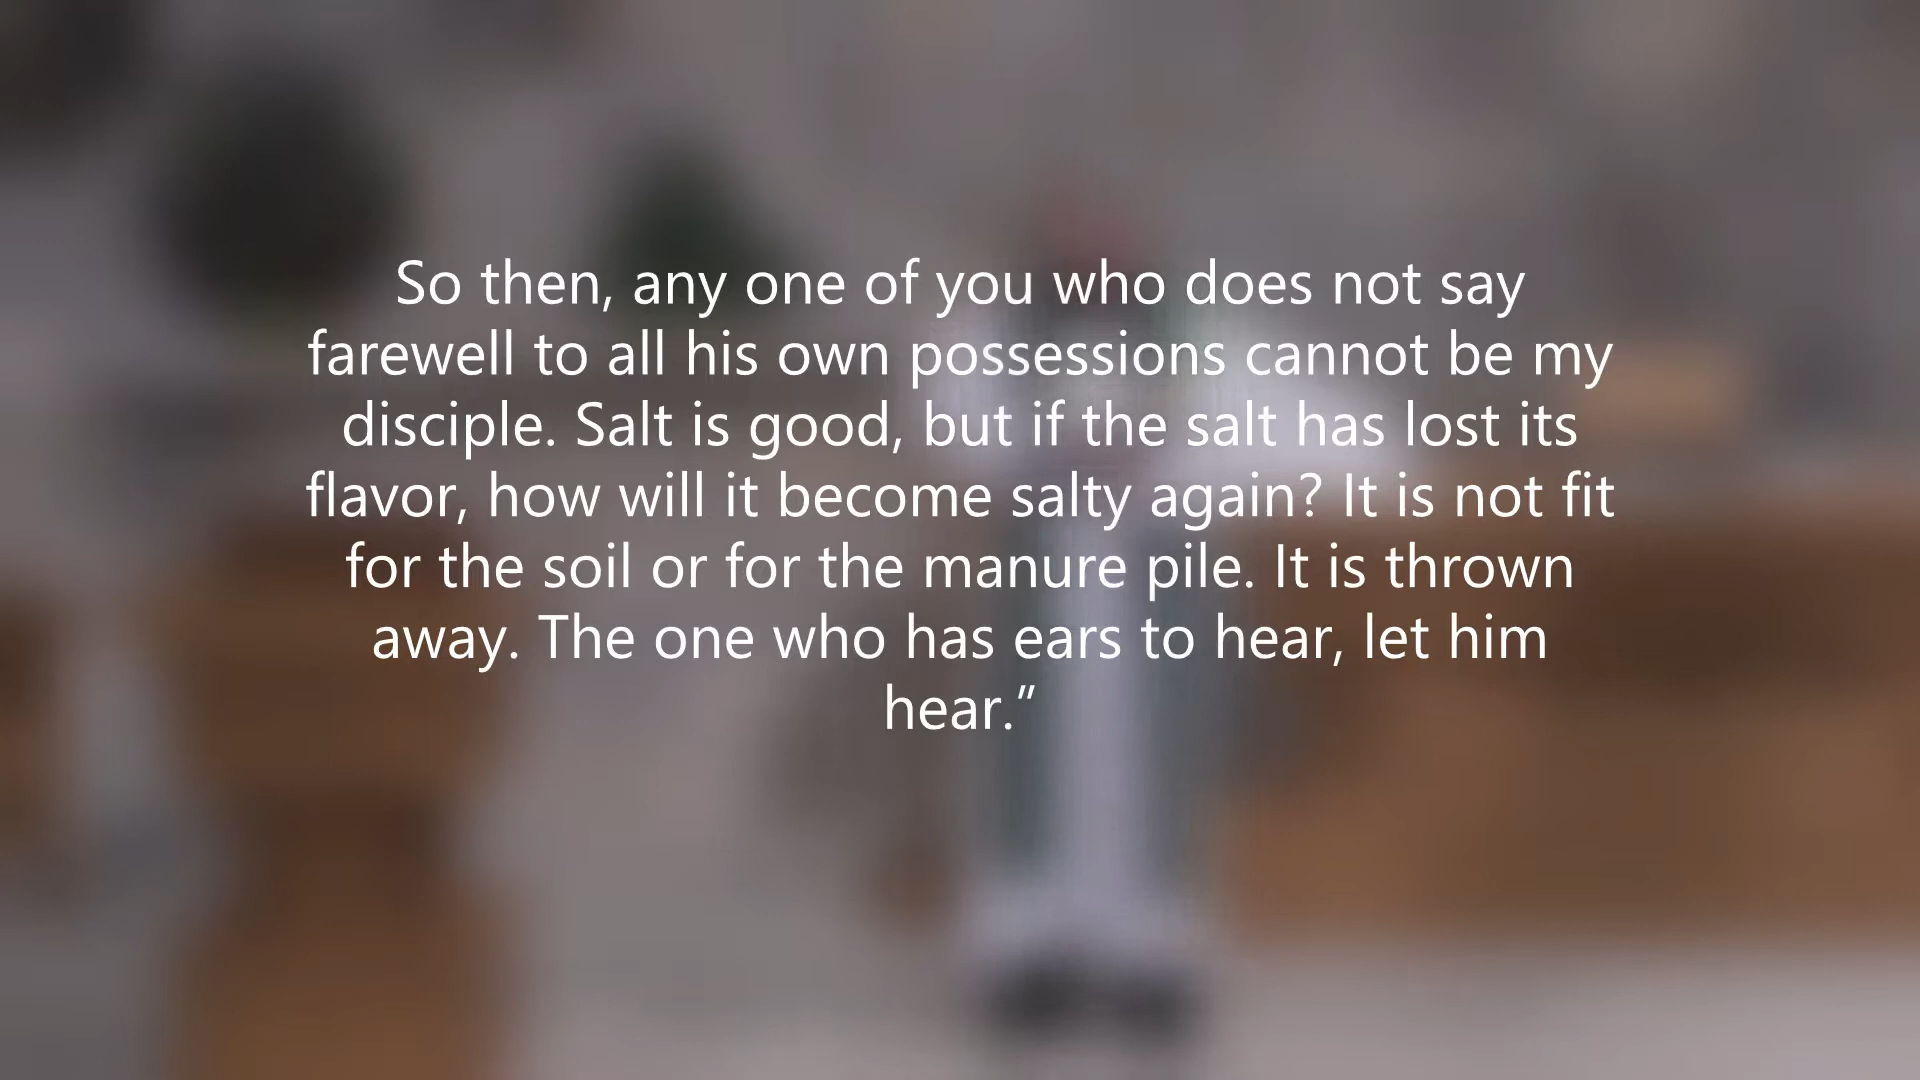 So then, any one of you who does not say
farewell to all his own possessions cannot be my
disciple. Salt is good, but if the salt has lost its
flavor, how will it become salty again? It is not fit
for the soil or for the manure pile. It is thrown
away. The one who has ears to hear, let him
hear.”